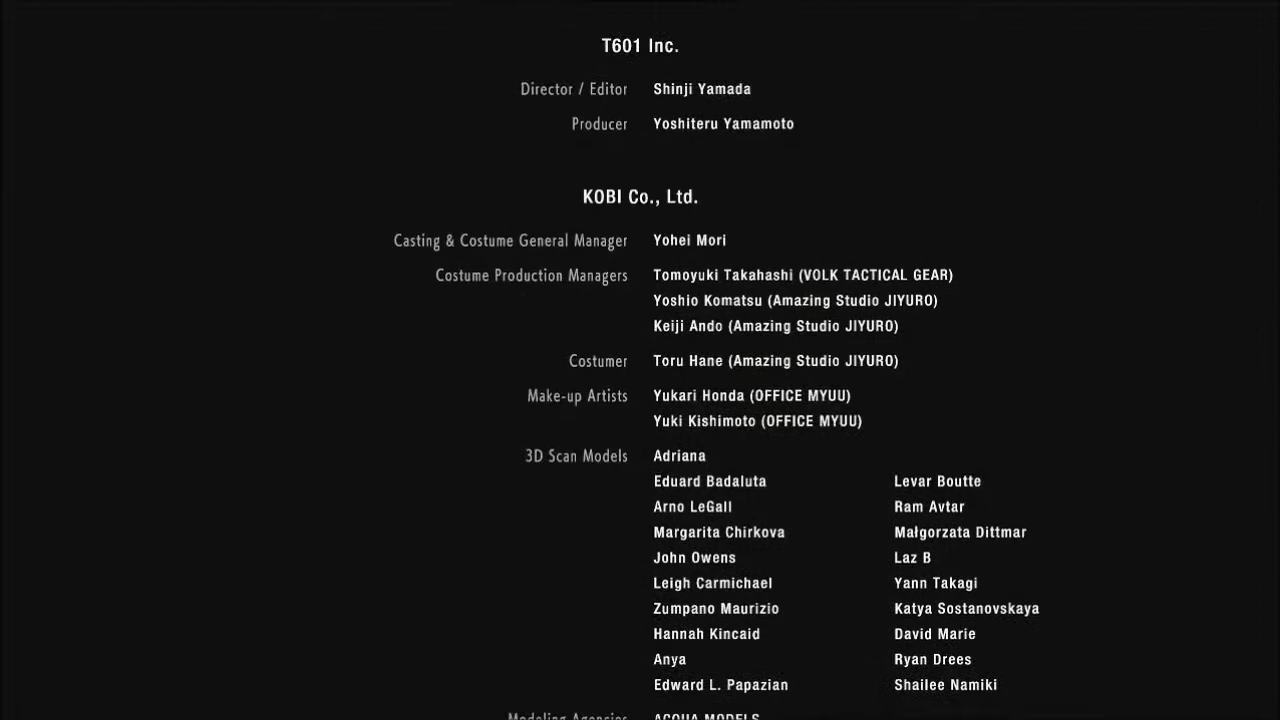 T601 Inc.
Director / Editor Shinji Yamada
Producer Yoshiteru Yamamoto
KOBI Co., Ltd.
Casting & Costume General Manager Yohei Mori
Costume Production Managers Tomoyuki Takahashi (VOLK TACTICAL GEAR)
Yoshio Komatsu (Amazing Studio JIYURO)
Keiji Ando (Amazing Studio JIYURO)
Costumer Toru Hane (Amazing Studio JIYURO)
Make-up Artists Yukari Honda (OFFICE MYUU)
Yuki Kishimoto (OFFICE MYUU)
3D Scan Models Adriana
Eduard Badaluta Levar Boutte
Arno LeGall Ram Avtar
Margarita Chirkova Małgorzata Dittmar
John Owens Laz B
Leigh Carmichael Yann Takagi
Zumpano Maurizio Katya Sostanovskaya
Hannah Kincaid David Marie
Anya Ryan Drees
Edward L. Papazian Shailee Namiki
Modeling Agencies ACQUA MODELS